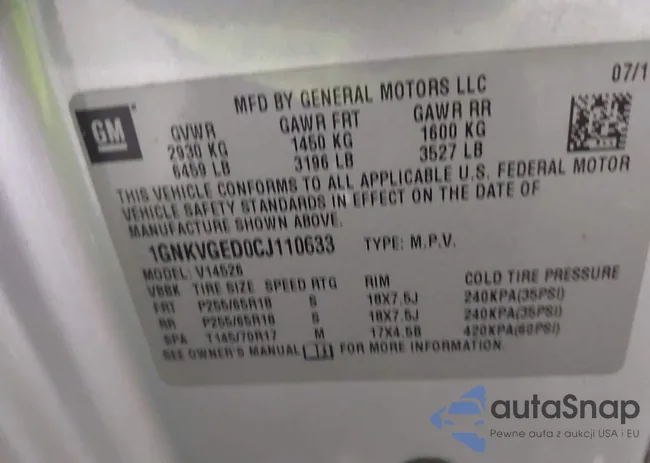 07/1
MFD BY GENERAL MOTORS LLC
GM
GVWR GAWR FRT GAWR RR
2930 KG 1450 KG 1600 KG
6459 LB 3196 LB 3527 LB
THIS VEHICLE CONFORMS TO ALL APPLICABLE U.S. FEDERAL MOTOR
VEHICLE SAFETY STANDARDS IN EFFECT ON THE DATE OF
MANUFACTURE SHOWN ABOVE.
1GNKVGED0CJ110633 TYPE: M.P.V.
MODEL: V14526
TIRE SIZE SPEED RTG RIM COLD TIRE PRESSURE
FRT P255/65R18 S 18X7.5J 240KPA(35PSI)
RR P255/65R18 S 18X7.5J 240KPA(35PSI)
SPA T145/70R17 M 17X4.5B 420KPA(60PSI)
SEE OWNER'S MANUAL FOR MORE INFORMATION.
autaSnap
Pewne auta z aukcji USA i EU